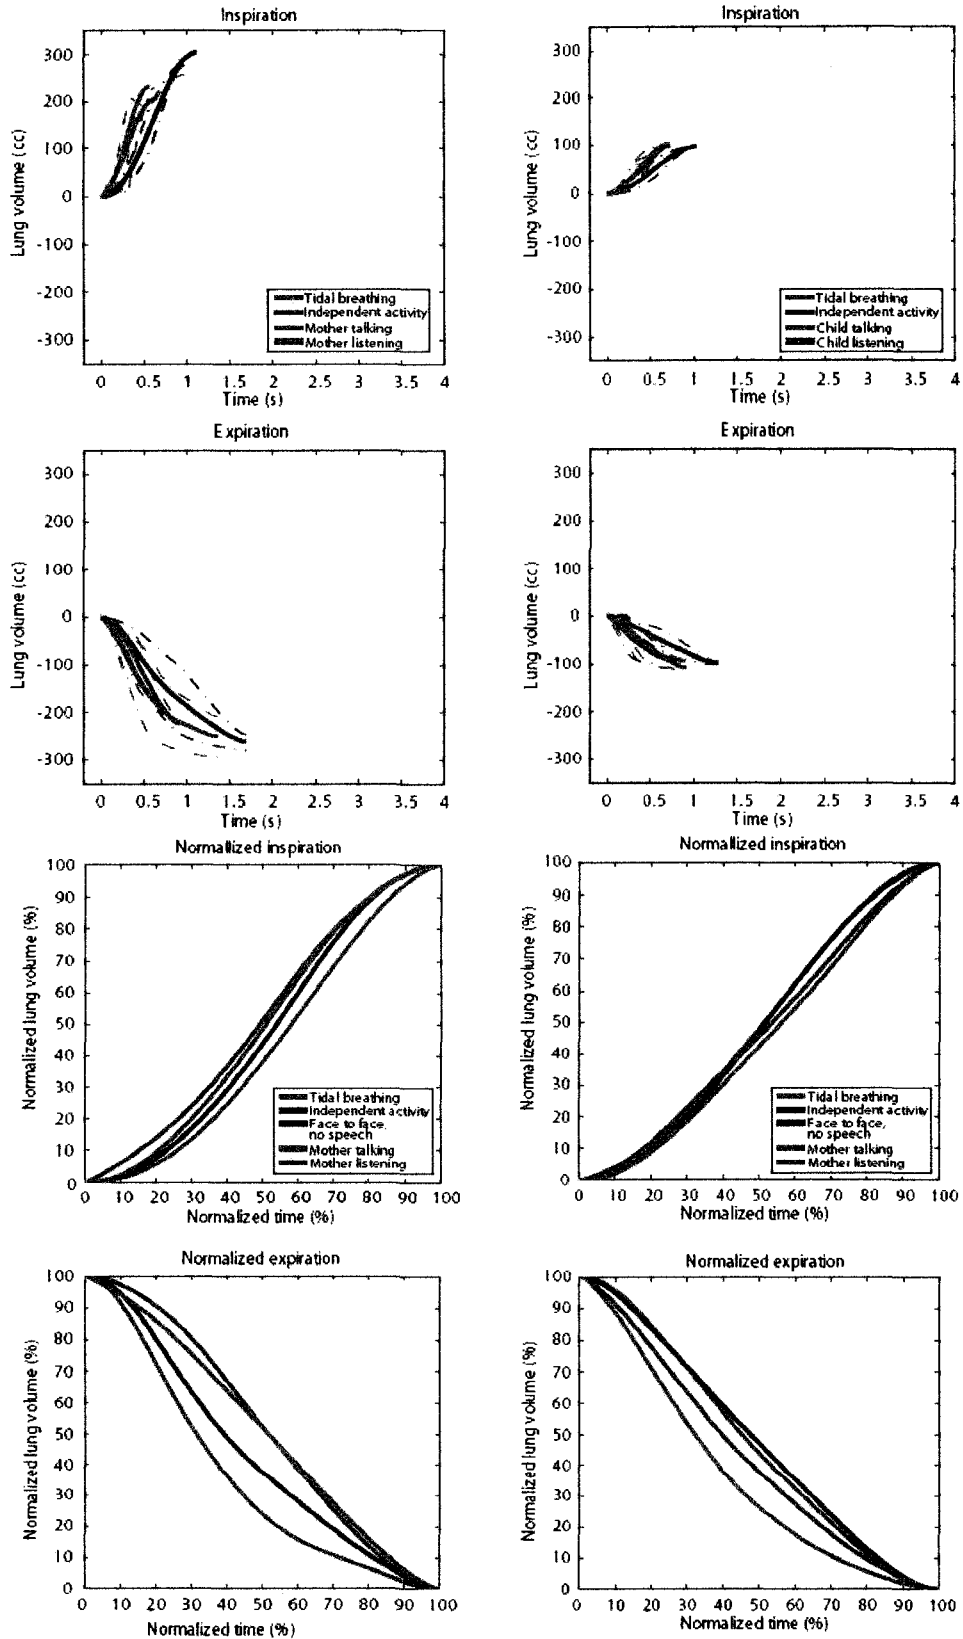 Inspiration
300
200
100
0
-100
-200
-300
Lung volume (cc)
Tidal breathing
Independent activity
Mother talking
Mother listening
0 0.5 1 1.5 2 2.5 3 3.5 4
Time (s)
Inspiration
300
200
100
0
-100
-200
-300
Lung volume (cc)
Tidal breathing
Independent activity
Child talking
Child listening
0 0.5 1 1.5 2 2.5 3 3.5 4
Time (s)
Expiration
300
200
100
0
-100
-200
-300
Lung volume (cc)
0 0.5 1 1.5 2 2.5 3 3.5 4
Time (s)
Expiration
300
200
100
0
-100
-200
-300
Lung volume (cc)
0 0.5 1 1.5 2 2.5 3 3.5 4
Time (s)
Normallized inspiration
100
90
80
70
60
50
40
30
20
10
0
Normalized lung volume (%)
Tidal breathing
Independent activity
Face to face,
no speech
Mother talking
Mother listening
0 10 20 30 40 50 60 70 80 90 100
Normalized time (%)
Normallized inspiration
100
90
80
70
60
50
40
30
20
10
0
Normalized lung volume (%)
Tidal breathing
Independent activity
Face to face,
no speech
Mother talking
Mother listening
0 10 20 30 40 50 60 70 80 90 100
Normalized time (%)
Normalized expiration
100
90
80
70
60
50
40
30
20
10
0
Normalized lung volume (%)
0 10 20 30 40 50 60 70 80 90 100
Normalized time (%)
Normalized expiration
100
90
80
70
60
50
40
30
20
10
0
Normalized lung volume (%)
0 10 20 30 40 50 60 70 80 90 100
Normalized time (%)